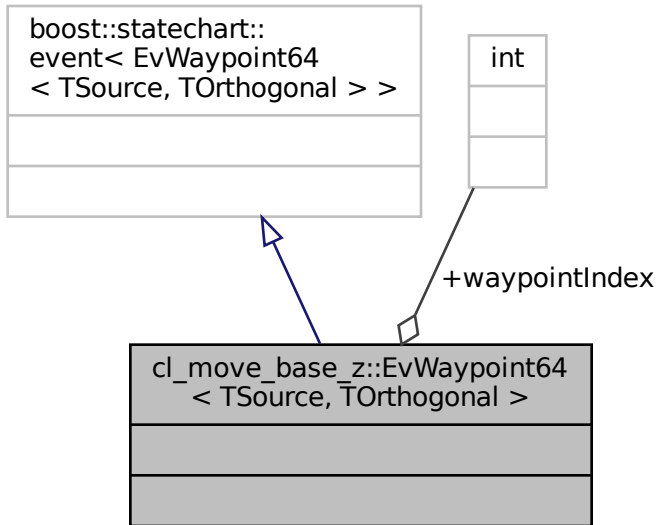 boost::statechart::
event< EvWaypoint64
< TSource, TOrthogonal > >
int
+waypointIndex
cl_move_base_z::EvWaypoint64
< TSource, TOrthogonal >